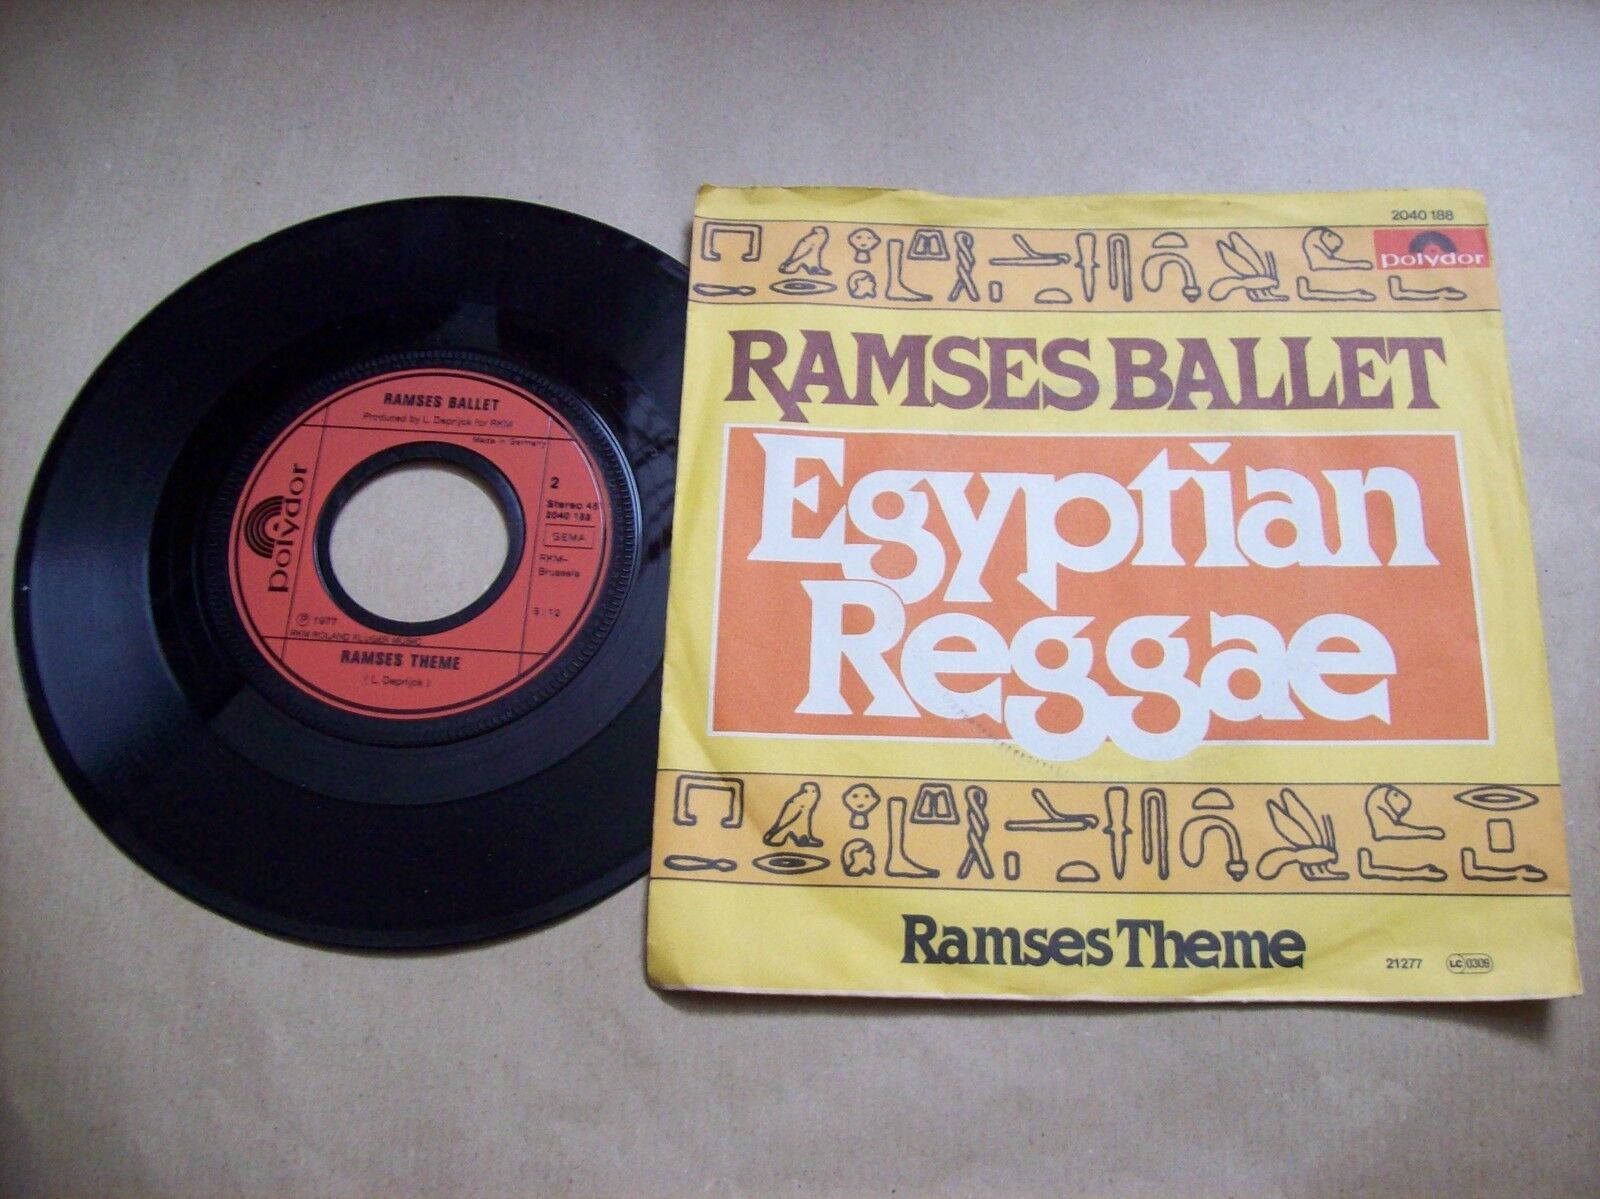 RAMSES BALLET
Produced by L. Deprijck for RKM
Made in Germany
polydor
2
Stereo 45
2040 188
GEMA
RKM-
Brussels
3:12
℗ 1977
RKM ROLAND KLUGER MUSIC
RAMSES THEME
( L. Deprijck )
2040 188
polydor
RAMSES BALLET
Egyptian
Reggae
Ramses Theme
21277
LC 0309